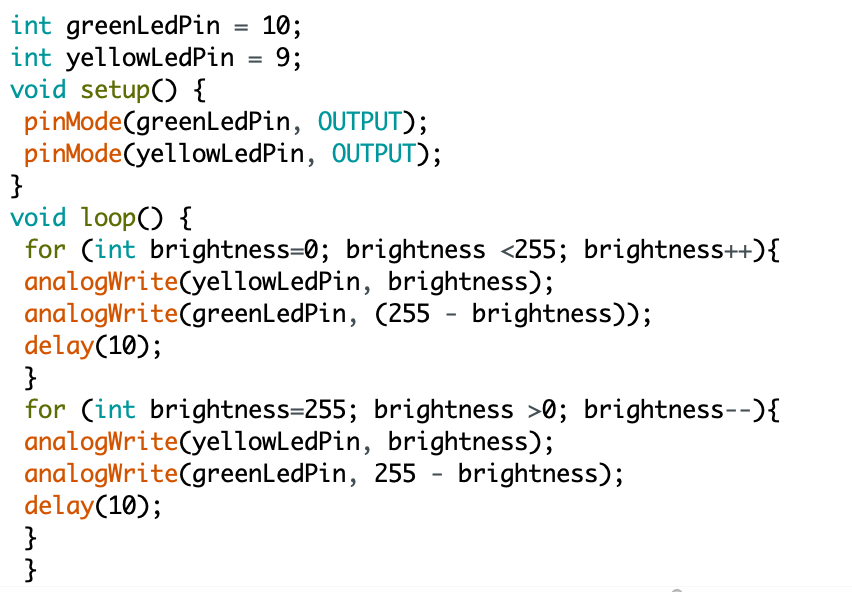 int greenLedPin = 10;
int yellowLedPin = 9;
void setup() {
 pinMode(greenLedPin, OUTPUT);
 pinMode(yellowLedPin, OUTPUT);
}
void loop() {
 for (int brightness=0; brightness <255; brightness++){
 analogWrite(yellowLedPin, brightness);
 analogWrite(greenLedPin, (255 - brightness));
 delay(10);
 }
 for (int brightness=255; brightness >0; brightness--){
 analogWrite(yellowLedPin, brightness);
 analogWrite(greenLedPin, 255 - brightness);
 delay(10);
 }
 }